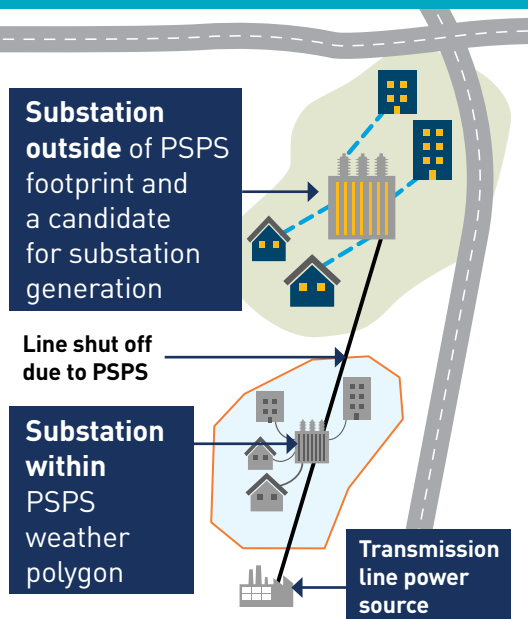 Substation
outside of PSPS
footprint and
a candidate
for substation
generation
Line shut off
due to PSPS
Substation
within
PSPS
weather
polygon
Transmission
line power
source